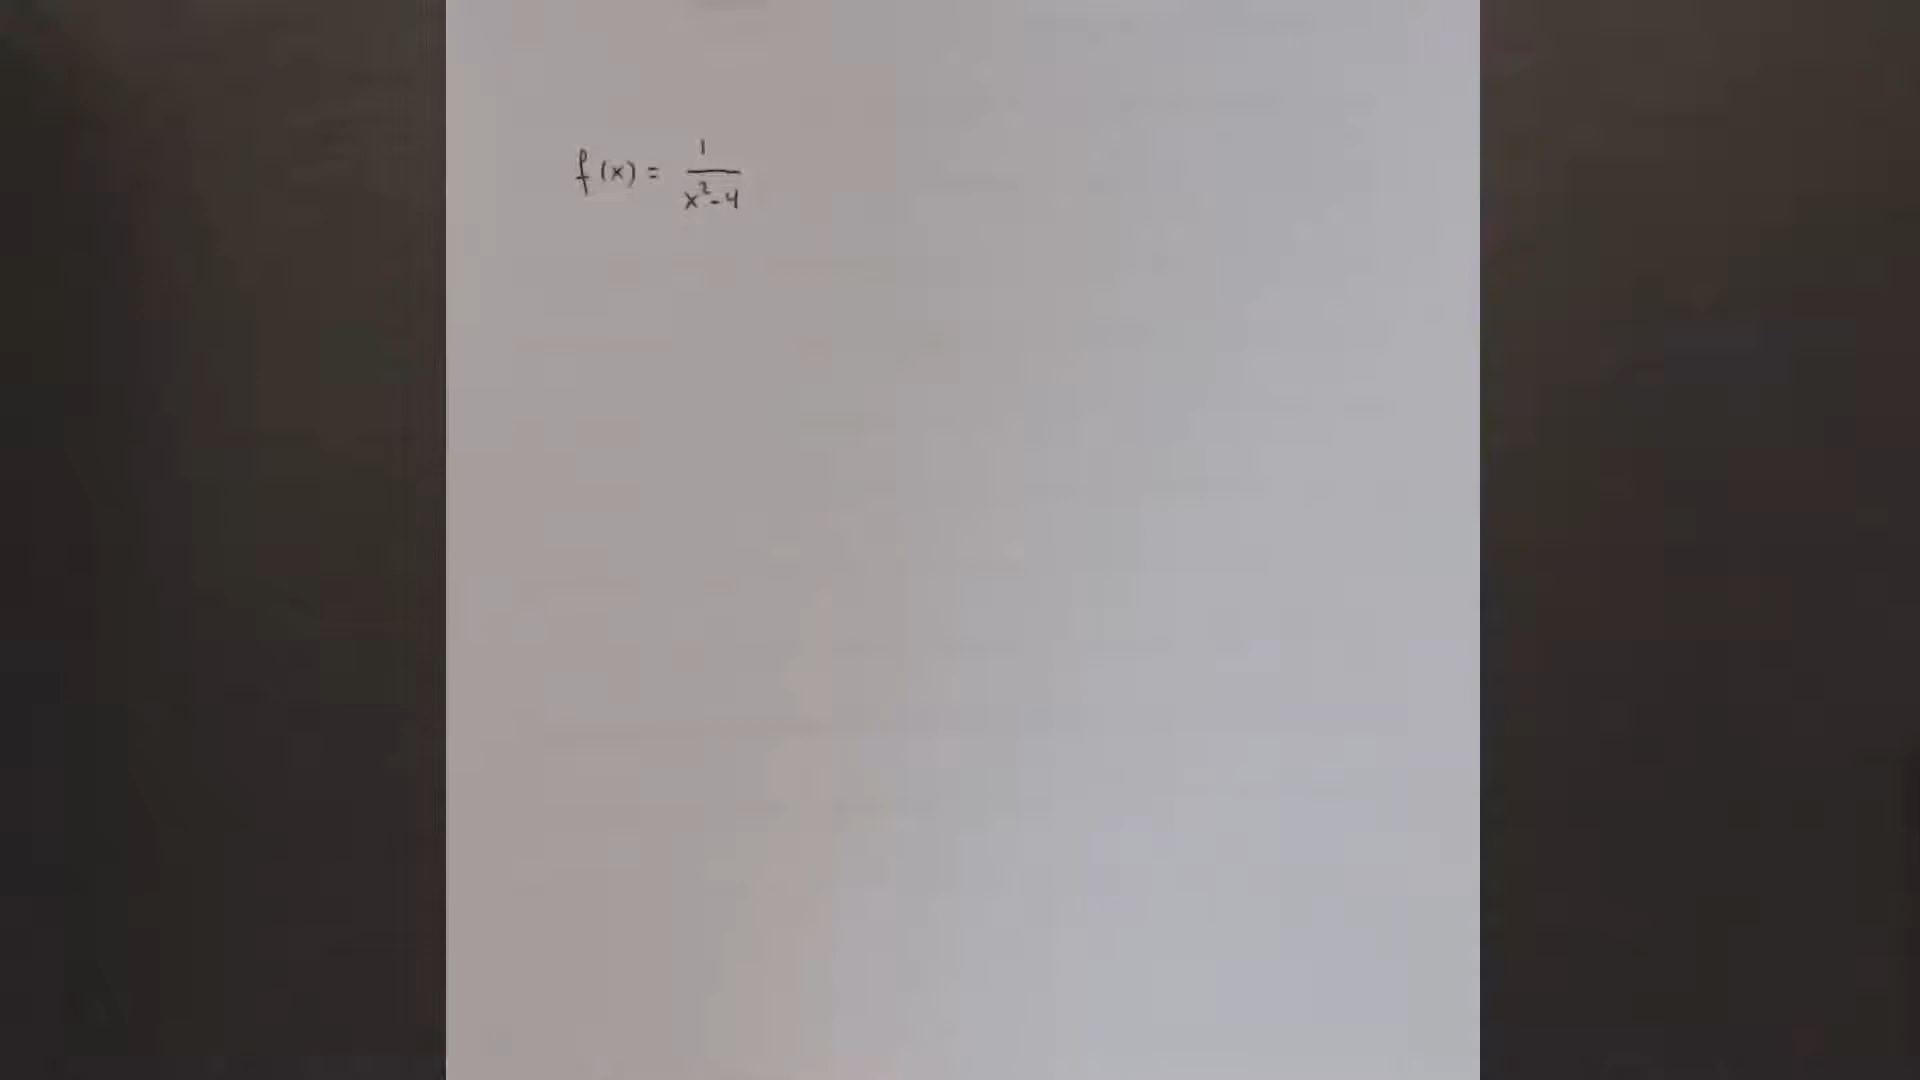 f(x) = 1/(x²-4)